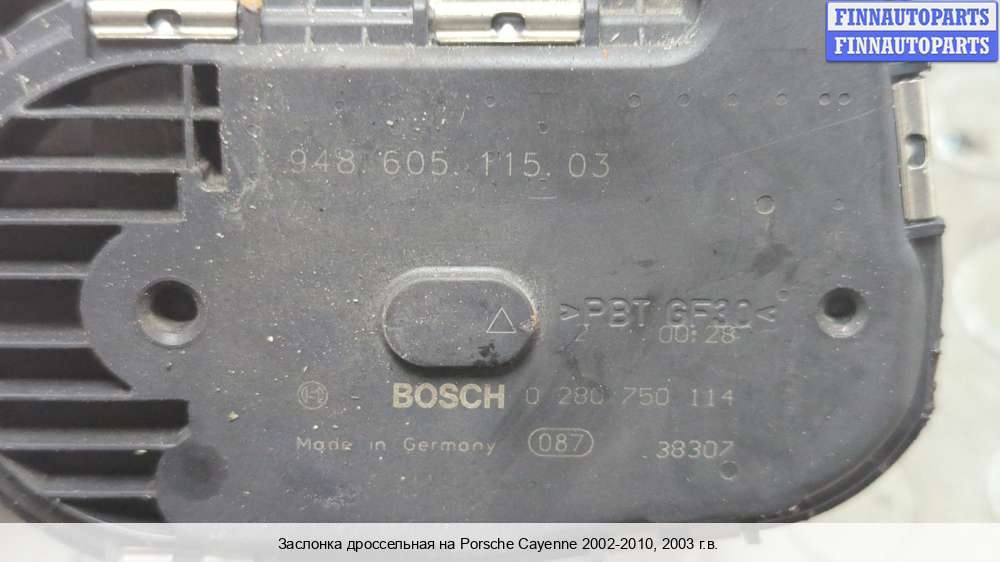 FINNAUTOPARTS
FINNAUTOPARTS
948. 605. 115. 03
>PBT GF30<
2 00:28
BOSCH 0 280 750 114
Made in Germany 087 38307
Заслонка дроссельная на Porsche Cayenne 2002-2010, 2003 г.в.